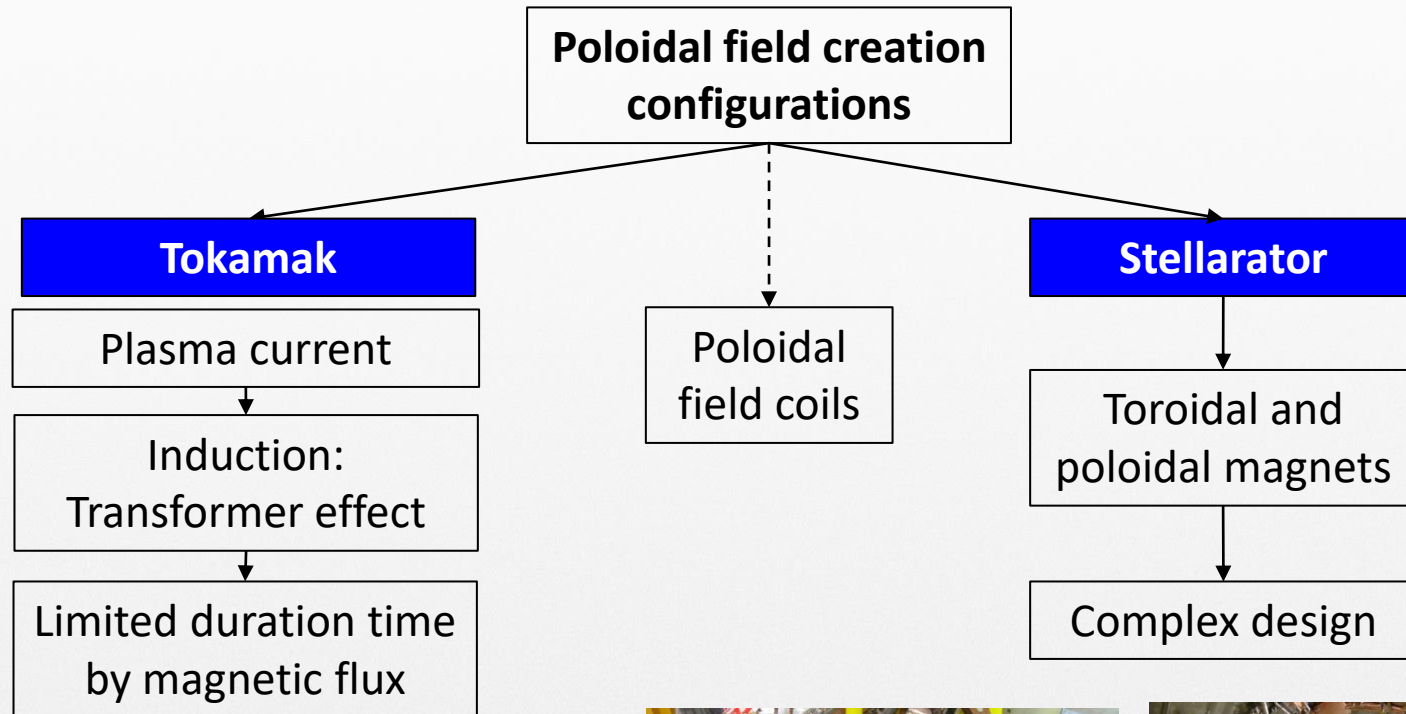 Poloidal field creation
configurations
Tokamak
Plasma current
Induction:
Transformer effect
Limited duration time
by magnetic flux
Poloidal
field coils
Stellarator
Toroidal and
poloidal magnets
Complex design